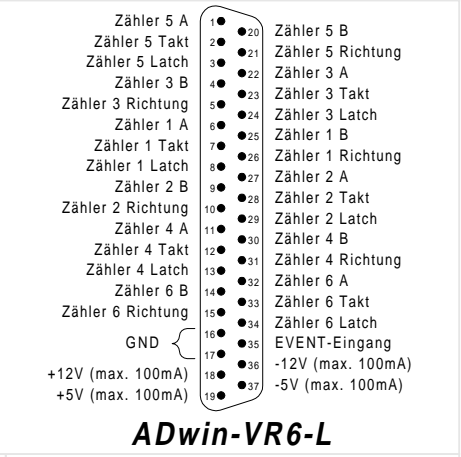 Zähler 5 A 1
Zähler 5 Takt 2
Zähler 5 Latch 3
Zähler 3 B 4
Zähler 3 Richtung 5
Zähler 1 A 6
Zähler 1 Takt 7
Zähler 1 Latch 8
Zähler 2 B 9
Zähler 2 Richtung 10
Zähler 4 A 11
Zähler 4 Takt 12
Zähler 4 Latch 13
Zähler 6 B 14
Zähler 6 Richtung 15
16
GND
17
+12V (max. 100mA) 18
+5V (max. 100mA) 19
20 Zähler 5 B
21 Zähler 5 Richtung
22 Zähler 3 A
23 Zähler 3 Takt
24 Zähler 3 Latch
25 Zähler 1 B
26 Zähler 1 Richtung
27 Zähler 2 A
28 Zähler 2 Takt
29 Zähler 2 Latch
30 Zähler 4 B
31 Zähler 4 Richtung
32 Zähler 6 A
33 Zähler 6 Takt
34 Zähler 6 Latch
35 EVENT-Eingang
36 -12V (max. 100mA)
37 -5V (max. 100mA)
ADwin-VR6-L